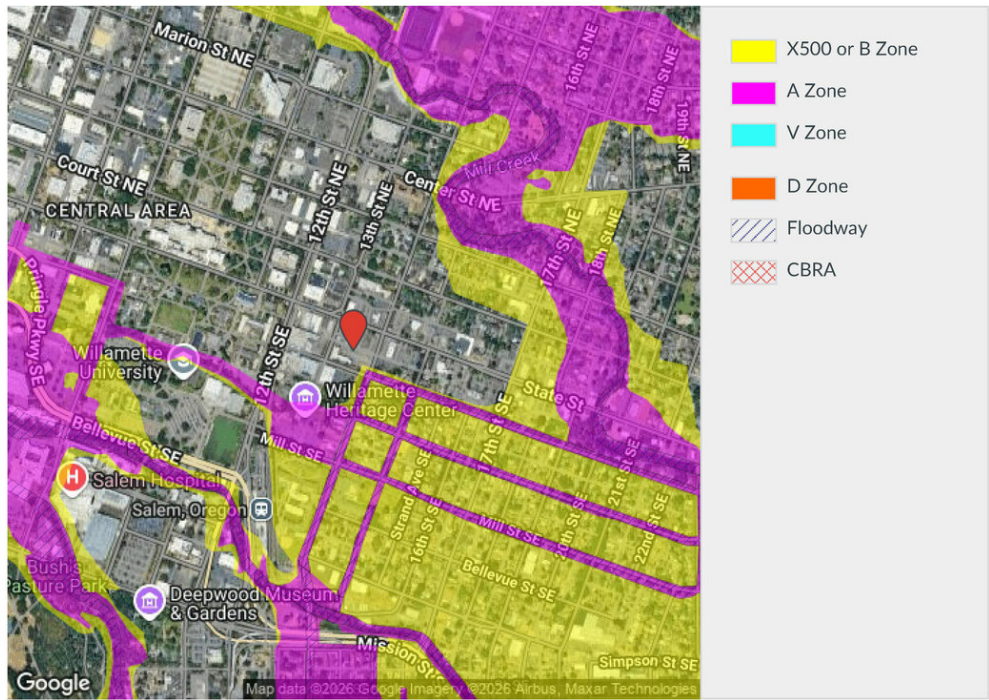 Marion St NE
16th St NE
18th St NE
19th St NE
Mill Creek
Court St NE
Center St NE
CENTRAL AREA
12th St NE
13th St NE
17th St NE
18th St NE
Pringle Pkwy SE
Willamette
University
12th St SE
Willamette
Heritage Center
State St
17th St SE
Mill St SE
Bellevue St SE
Salem Hospital
H
Salem, Oregon
Strand Ave SE
16th St SE
Mill St SE
20th St SE
21st St SE
22nd St SE
Bellevue St SE
Bush's
Pasture Park
Deepwood Museum
& Gardens
Mission St
Simpson St SE
Google
Map data ©2026 Google Imagery ©2026 Airbus, Maxar Technologies
X500 or B Zone
A Zone
V Zone
D Zone
Floodway
CBRA